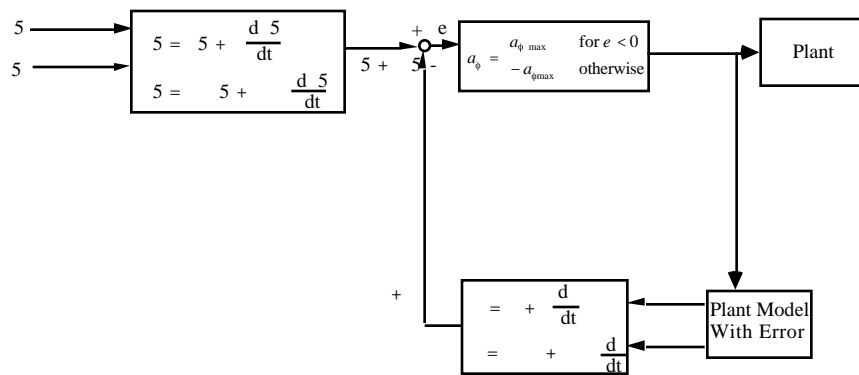 5
5
5 = 5 + d 5
dt
5 = 5 + d 5
dt
5 + 5
+
-
e
a_ϕ = a_ϕ max for e < 0
- a_ϕmax otherwise
Plant
+
= + d
dt
= + d
dt
Plant Model
With Error